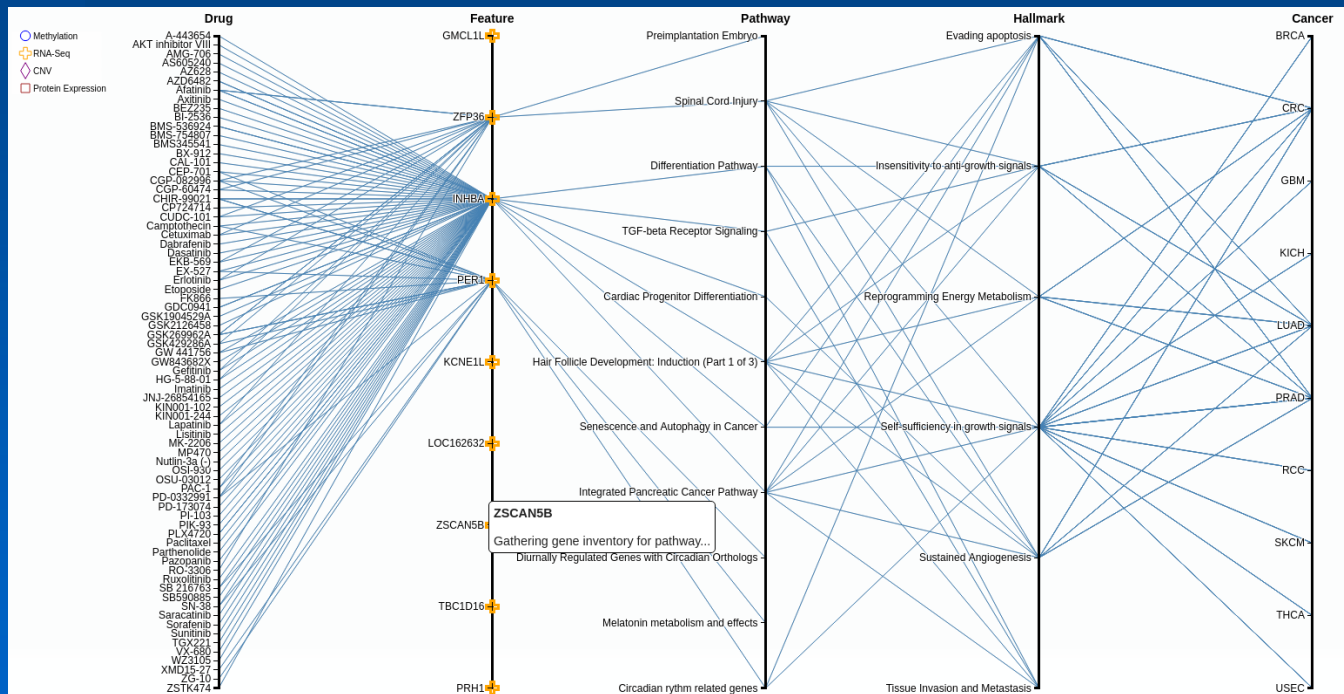 Drug
Feature
Pathway
Hallmark
Cancer
Methylation
RNA-Seq
CNV
Protein Expression
A-443654
AKT inhibitor VIII
AMG-706
AS605240
AZ628
AZD6482
Afatinib
Axitinib
BEZ235
BI-2536
BMS-536924
BMS-754807
BMS345541
BX-912
CAL-101
CEP-701
CGP-082996
CGP-60474
CHIR-99021
CP724714
CUDC-101
Camptothecin
Cetuximab
Dabrafenib
Dasatinib
EKB-569
EX-527
Erlotinib
Etoposide
FK866
GDC0941
GSK1904529A
GSK2126458
GSK269962A
GSK429286A
GW 441756
GW843682X
Gefitinib
HG-5-88-01
Imatinib
JNJ-26854165
KIN001-102
KIN001-244
Lapatinib
Lisitinib
MK-2206
MP470
Nutlin-3a (-)
OSI-930
OSU-03012
PAC-1
PD-0332991
PD-173074
PI-103
PIK-93
PLX4720
Paclitaxel
Parthenolide
Pazopanib
RO-3306
Ruxolitinib
SB 216763
SB590885
SN-38
Saracatinib
Sorafenib
Sunitinib
TGX221
VX-680
WZ3105
XMD15-27
ZG-10
ZSTK474
GMCL1L
ZFP36
INHBA
PER1
KCNE1L
LOC162632
ZSCAN5B
TBC1D16
PRH1
ZSCAN5B
Gathering gene inventory for pathway...
Preimplantation Embryo
Spinal Cord Injury
Differentiation Pathway
TGF-beta Receptor Signaling
Cardiac Progenitor Differentiation
Hair Follicle Development: Induction (Part 1 of 3)
Senescence and Autophagy in Cancer
Integrated Pancreatic Cancer Pathway
Diurnally Regulated Genes with Circadian Orthologs
Melatonin metabolism and effects
Circadian rythm related genes
Evading apoptosis
Insensitivity to anti-growth signals
Reprogramming Energy Metabolism
Self-sufficiency in growth signals
Sustained Angiogenesis
Tissue Invasion and Metastasis
BRCA
CRC
GBM
KICH
LUAD
PRAD
RCC
SKCM
THCA
USEC